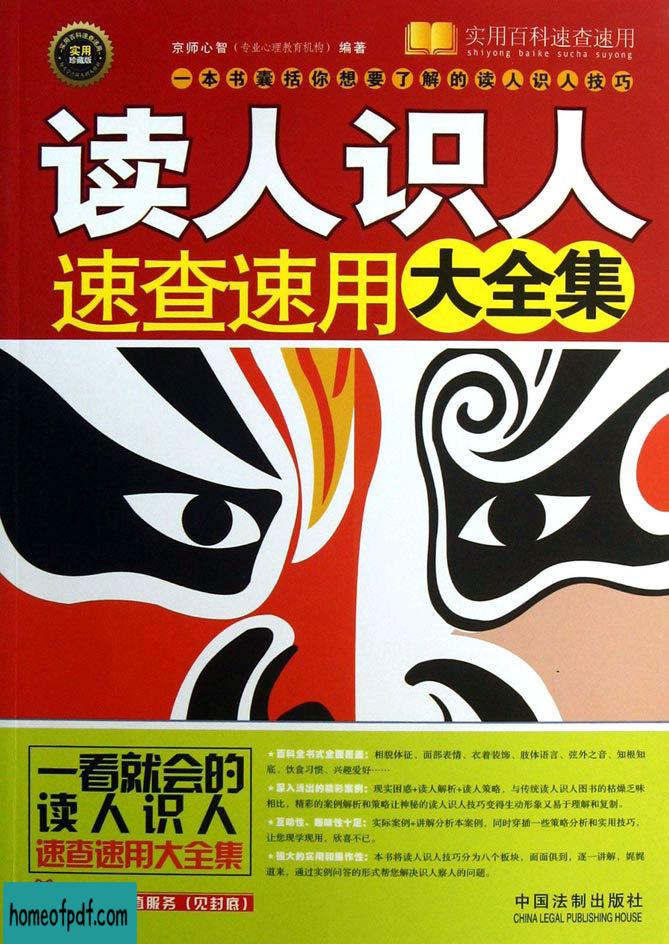 实用百科速查速用
实用
珍藏版
京师心智（专业心理教育机构）编著
实用百科速查速用
shiyong baike sucha suyong
一本书囊括你想要了解的读人识人技巧
读人识人
速查速用
大全集
一看就会的
读人识人
速查速用大全集
值服务（见封底）
★百科全书式全面覆盖：相貌体征、面部表情、衣着装饰、肢体语言、弦外之音、知根知
底、饮食习惯、兴趣爱好……
★深入浅出的精彩案例：现实困惑+读人解析+读人策略，与传统读人识人图书的枯燥乏味
相比，精彩的案例解析和策略让神秘的读人识人技巧变得生动形象又易于理解和复制。
★互动性、趣味性十足：实际案例+讲解分析本案例，同时穿插一些策略分析和实用技巧，
让您现学现用，欣喜不已。
★强大的实用和操作性：本书将读人识人技巧分为八个板块，面面俱到，逐一讲解，娓娓
道来，通过实例问答的形式帮您解决识人察人的问题。
中国法制出版社
CHINA LEGAL PUBLISHING HOUSE
homeofpdf.com